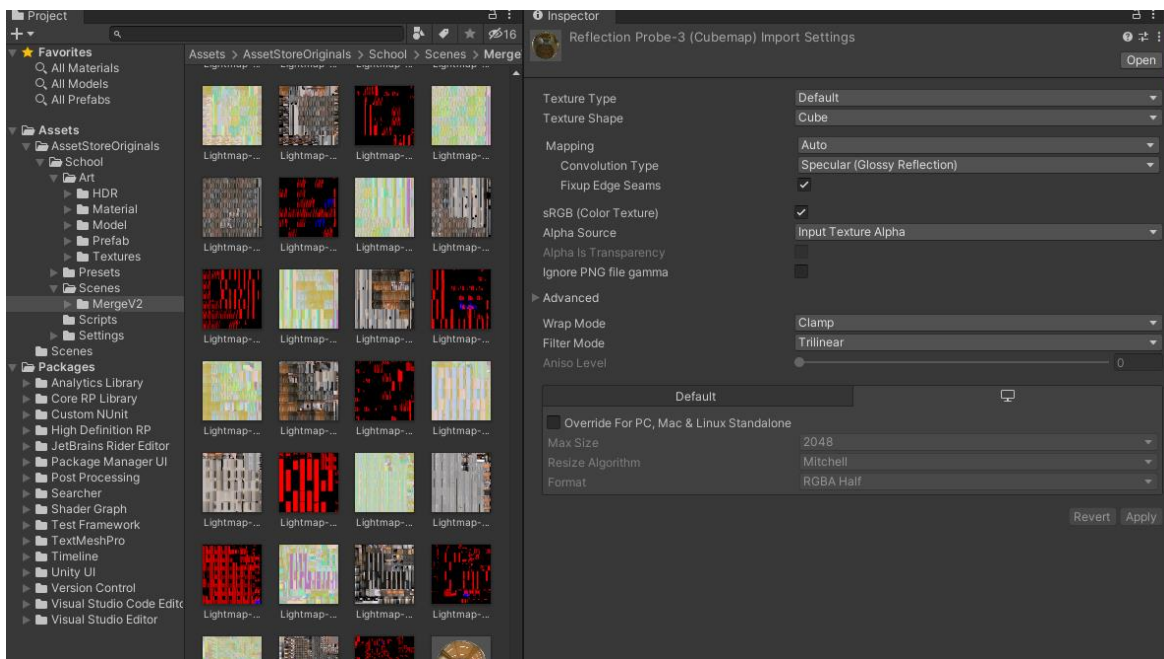 Project
16
Favorites
All Materials
All Models
All Prefabs
Assets
AssetStoreOriginals
School
Art
HDR
Material
Model
Prefab
Textures
Presets
Scenes
MergeV2
Scripts
Settings
Scenes
Packages
Analytics Library
Core RP Library
Custom NUnit
High Definition RP
JetBrains Rider Editor
Package Manager UI
Post Processing
Searcher
Shader Graph
Test Framework
TextMeshPro
Timeline
Unity UI
Version Control
Visual Studio Code Edito
Visual Studio Editor
Assets > AssetStoreOriginals > School > Scenes > Merge
Lightmap-... Lightmap-... Lightmap-... Lightmap-...
Lightmap-... Lightmap-... Lightmap-... Lightmap-...
Lightmap-... Lightmap-... Lightmap-... Lightmap-...
Lightmap-... Lightmap-... Lightmap-... Lightmap-...
Lightmap-... Lightmap-... Lightmap-... Lightmap-...
Lightmap-... Lightmap-... Lightmap-... Lightmap-...
Inspector
Reflection Probe-3 (Cubemap) Import Settings
Open
Texture Type Default
Texture Shape Cube
Mapping Auto
Convolution Type Specular (Glossy Reflection)
Fixup Edge Seams
sRGB (Color Texture)
Alpha Source Input Texture Alpha
Alpha Is Transparency
Ignore PNG file gamma
Advanced
Wrap Mode Clamp
Filter Mode Trilinear
Aniso Level 0
Default
Override For PC, Mac & Linux Standalone
Max Size 2048
Resize Algorithm Mitchell
Format RGBA Half
Revert Apply